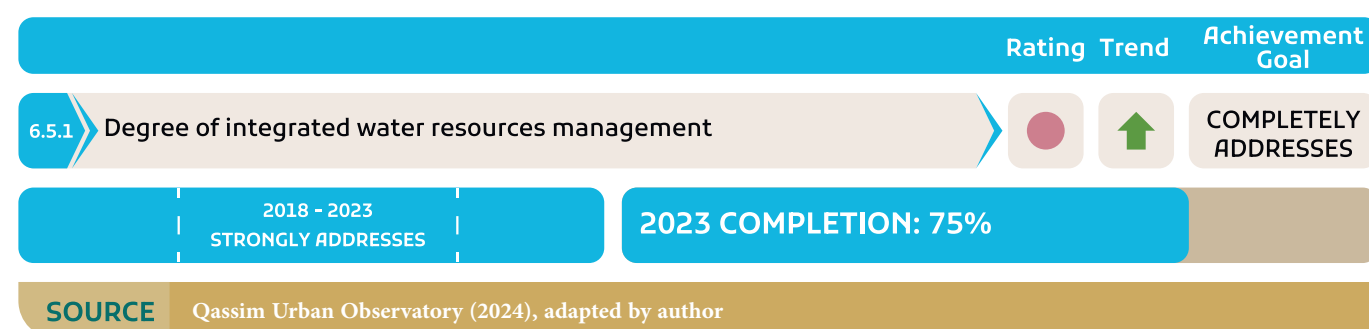 Rating Trend Achievement Goal
6.5.1 Degree of integrated water resources management COMPLETELY ADDRESSES
2018 - 2023
STRONGLY ADDRESSES
2023 COMPLETION: 75%
SOURCE Qassim Urban Observatory (2024), adapted by author